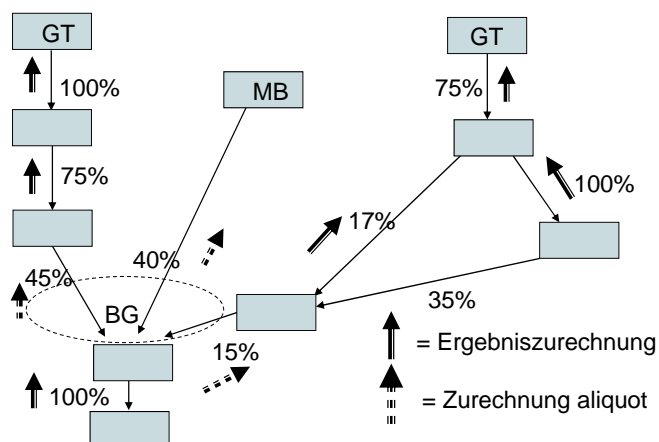 GT
GT
100%
75%
MB
75%
100%
17%
45%
40%
BG
35%
15%
= Ergebniszurechnung
100%
= Zurechnung aliquot